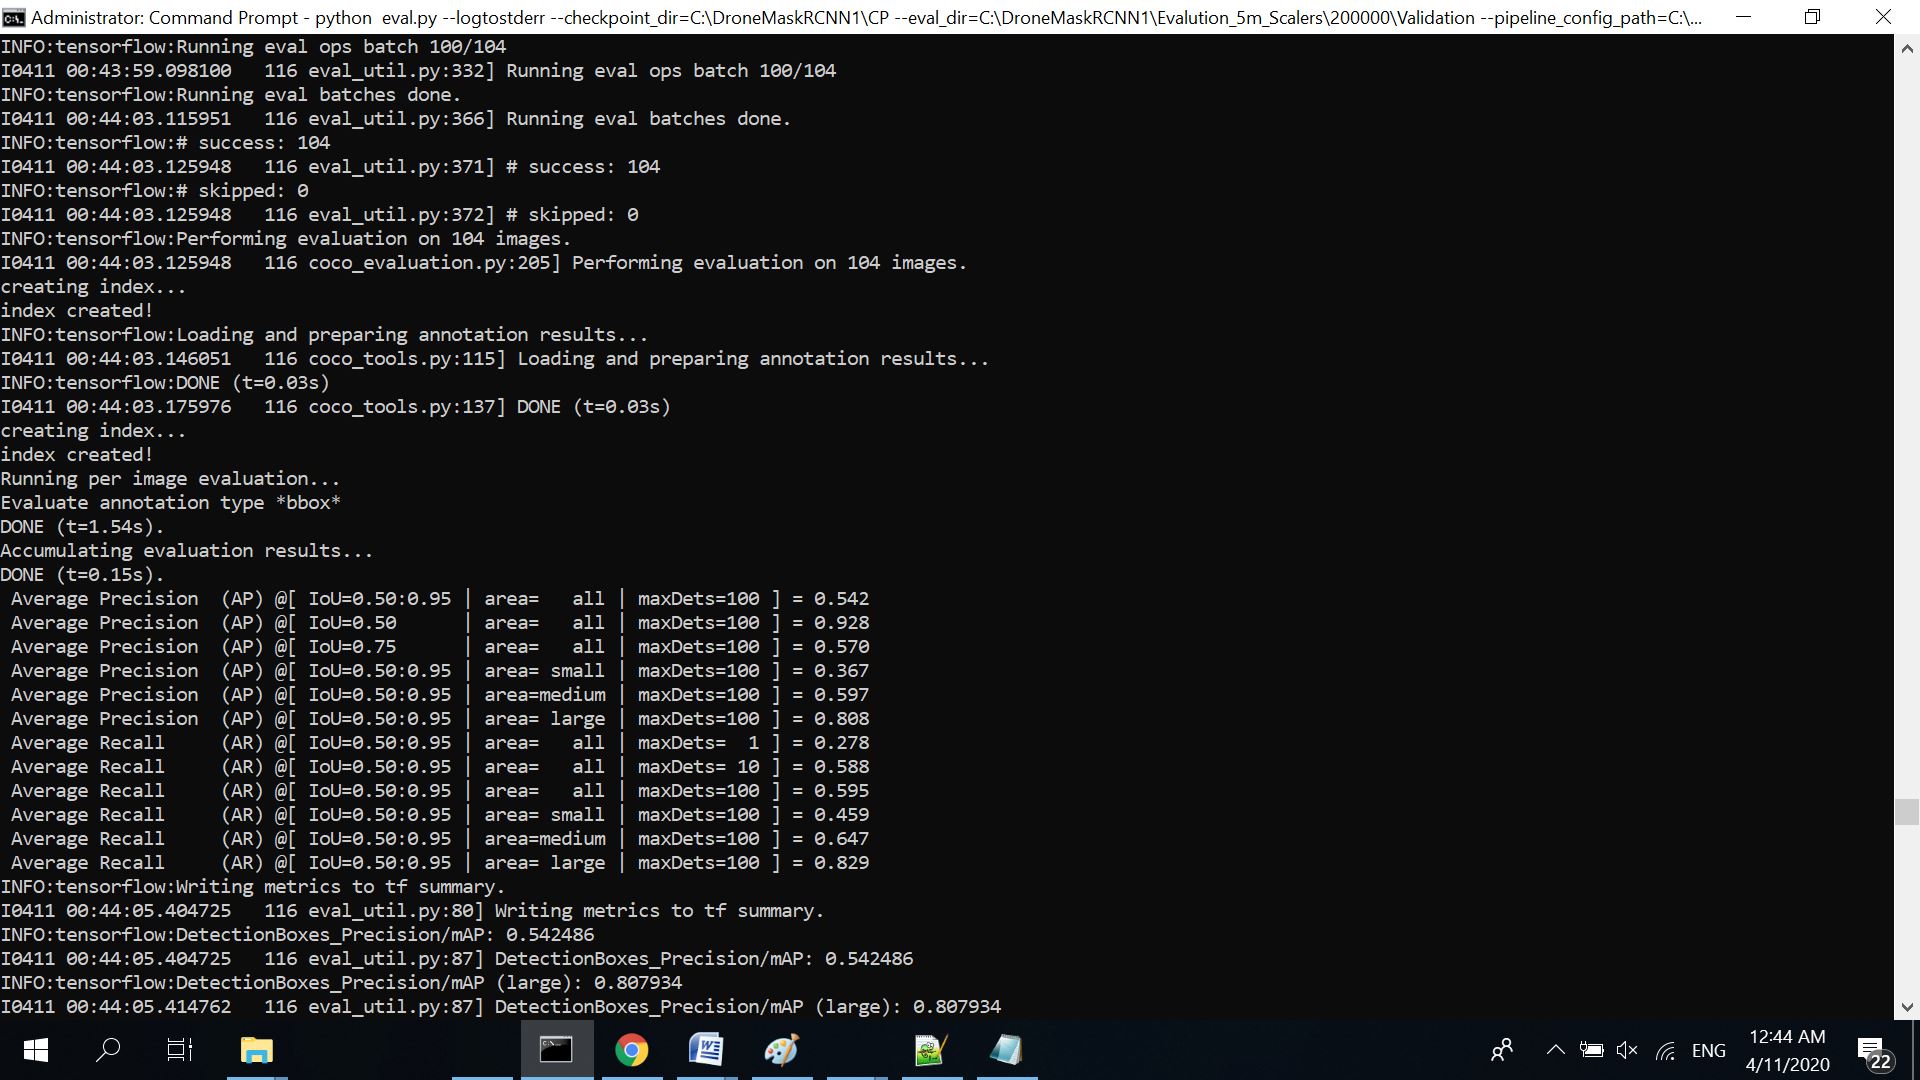 Administrator: Command Prompt - python  eval.py --logtostderr --checkpoint_dir=C:\DroneMaskRCNN1\CP --eval_dir=C:\DroneMaskRCNN1\Evalution_5m_Scalers\200000\Validation --pipeline_config_path=C:\...
INFO:tensorflow:Running eval ops batch 100/104
I0411 00:43:59.098100   116 eval_util.py:332] Running eval ops batch 100/104
INFO:tensorflow:Running eval batches done.
I0411 00:44:03.115951   116 eval_util.py:366] Running eval batches done.
INFO:tensorflow:# success: 104
I0411 00:44:03.125948   116 eval_util.py:371] # success: 104
INFO:tensorflow:# skipped: 0
I0411 00:44:03.125948   116 eval_util.py:372] # skipped: 0
INFO:tensorflow:Performing evaluation on 104 images.
I0411 00:44:03.125948   116 coco_evaluation.py:205] Performing evaluation on 104 images.
creating index...
index created!
INFO:tensorflow:Loading and preparing annotation results...
I0411 00:44:03.146051   116 coco_tools.py:115] Loading and preparing annotation results...
INFO:tensorflow:DONE (t=0.03s)
I0411 00:44:03.175976   116 coco_tools.py:137] DONE (t=0.03s)
creating index...
index created!
Running per image evaluation...
Evaluate annotation type *bbox*
DONE (t=1.54s).
Accumulating evaluation results...
DONE (t=0.15s).
 Average Precision  (AP) @[ IoU=0.50:0.95 | area=   all | maxDets=100 ] = 0.542
 Average Precision  (AP) @[ IoU=0.50      | area=   all | maxDets=100 ] = 0.928
 Average Precision  (AP) @[ IoU=0.75      | area=   all | maxDets=100 ] = 0.570
 Average Precision  (AP) @[ IoU=0.50:0.95 | area= small | maxDets=100 ] = 0.367
 Average Precision  (AP) @[ IoU=0.50:0.95 | area=medium | maxDets=100 ] = 0.597
 Average Precision  (AP) @[ IoU=0.50:0.95 | area= large | maxDets=100 ] = 0.808
 Average Recall     (AR) @[ IoU=0.50:0.95 | area=   all | maxDets=  1 ] = 0.278
 Average Recall     (AR) @[ IoU=0.50:0.95 | area=   all | maxDets= 10 ] = 0.588
 Average Recall     (AR) @[ IoU=0.50:0.95 | area=   all | maxDets=100 ] = 0.595
 Average Recall     (AR) @[ IoU=0.50:0.95 | area= small | maxDets=100 ] = 0.459
 Average Recall     (AR) @[ IoU=0.50:0.95 | area=medium | maxDets=100 ] = 0.647
 Average Recall     (AR) @[ IoU=0.50:0.95 | area= large | maxDets=100 ] = 0.829
INFO:tensorflow:Writing metrics to tf summary.
I0411 00:44:05.404725   116 eval_util.py:80] Writing metrics to tf summary.
INFO:tensorflow:DetectionBoxes_Precision/mAP: 0.542486
I0411 00:44:05.404725   116 eval_util.py:87] DetectionBoxes_Precision/mAP: 0.542486
INFO:tensorflow:DetectionBoxes_Precision/mAP (large): 0.807934
I0411 00:44:05.414762   116 eval_util.py:87] DetectionBoxes_Precision/mAP (large): 0.807934
ENG
12:44 AM
4/11/2020
22